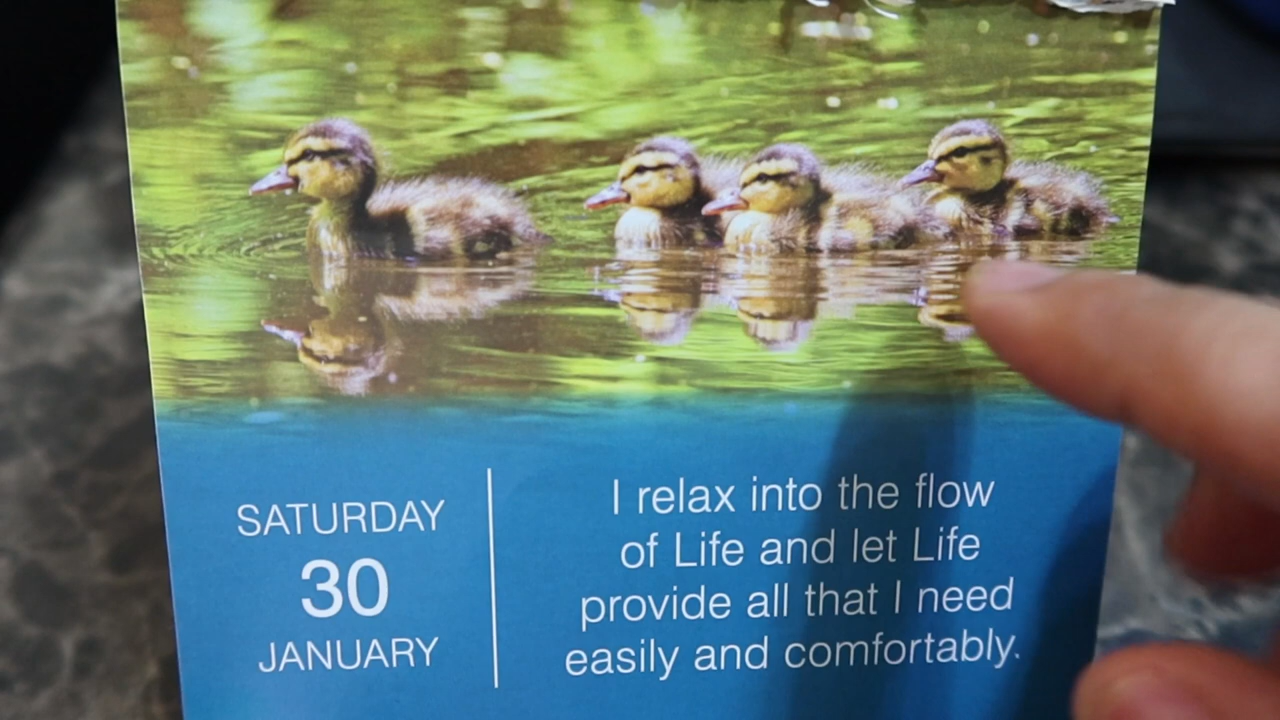 SATURDAY
30
JANUARY
I relax into the flow
of Life and let Life
provide all that I need
easily and comfortably.